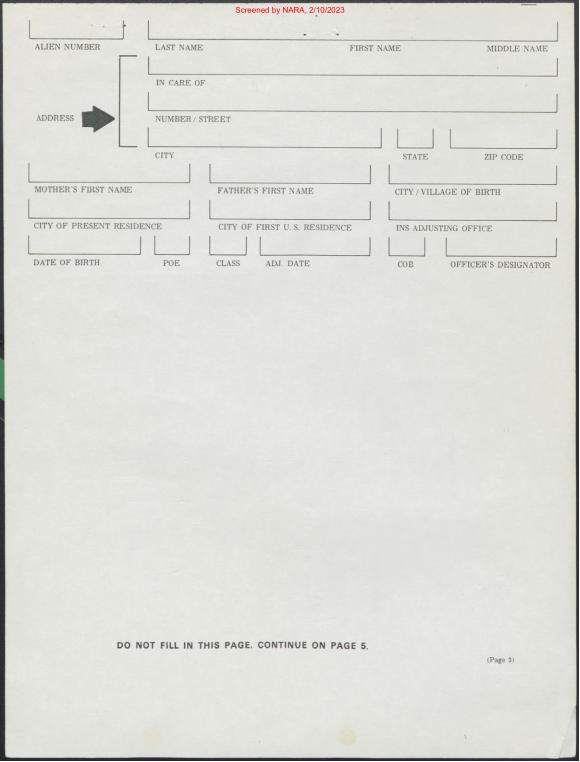 Screened by NARA, 2/10/2023
ALIEN NUMBER LAST NAME FIRST NAME MIDDLE NAME
IN CARE OF
ADDRESS
NUMBER / STREET
CITY STATE ZIP CODE
MOTHER'S FIRST NAME FATHER'S FIRST NAME CITY / VILLAGE OF BIRTH
CITY OF PRESENT RESIDENCE CITY OF FIRST U. S. RESIDENCE INS ADJUSTING OFFICE
DATE OF BIRTH POE CLASS ADJ. DATE COB OFFICER'S DESIGNATOR
DO NOT FILL IN THIS PAGE. CONTINUE ON PAGE 5.
(Page 3)